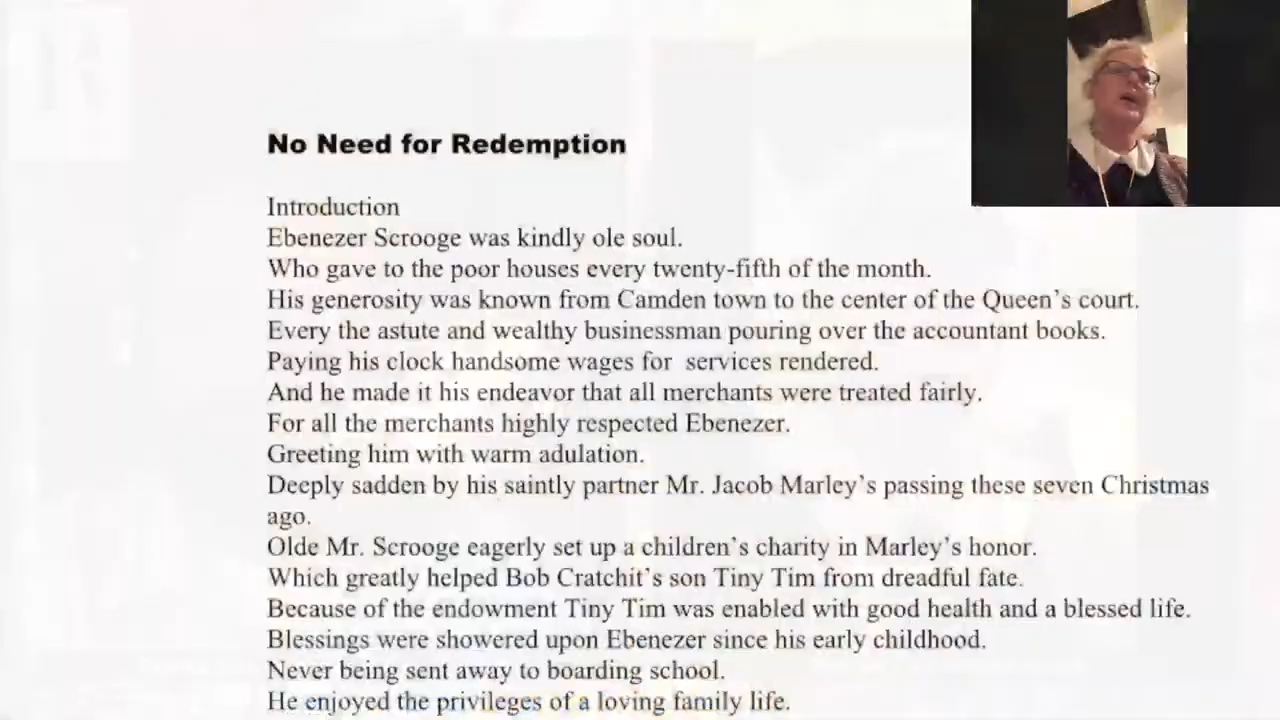 No Need for Redemption
Introduction
Ebenezer Scrooge was kindly ole soul.
Who gave to the poor houses every twenty-fifth of the month.
His generosity was known from Camden town to the center of the Queen’s court.
Every the astute and wealthy businessman pouring over the accountant books.
Paying his clock handsome wages for  services rendered.
And he made it his endeavor that all merchants were treated fairly.
For all the merchants highly respected Ebenezer.
Greeting him with warm adulation.
Deeply sadden by his saintly partner Mr. Jacob Marley’s passing these seven Christmas
ago.
Olde Mr. Scrooge eagerly set up a children’s charity in Marley’s honor.
Which greatly helped Bob Cratchit’s son Tiny Tim from dreadful fate.
Because of the endowment Tiny Tim was enabled with good health and a blessed life.
Blessings were showered upon Ebenezer since his early childhood.
Never being sent away to boarding school.
He enjoyed the privileges of a loving family life.